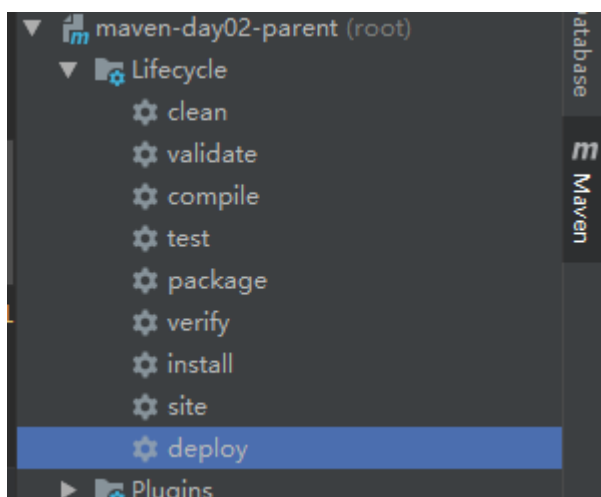 maven-day02-parent (root)
Lifecycle
clean
validate
compile
test
package
verify
install
site
deploy
Plugins
atabase
m
Maven